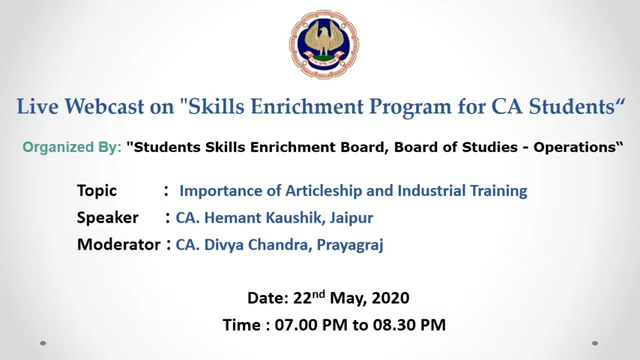 Live Webcast on "Skills Enrichment Program for CA Students“
Organized By: "Students Skills Enrichment Board, Board of Studies - Operations“
Topic : Importance of Articleship and Industrial Training
Speaker : CA. Hemant Kaushik, Jaipur
Moderator : CA. Divya Chandra, Prayagraj
Date: 22nd May, 2020
Time : 07.00 PM to 08.30 PM